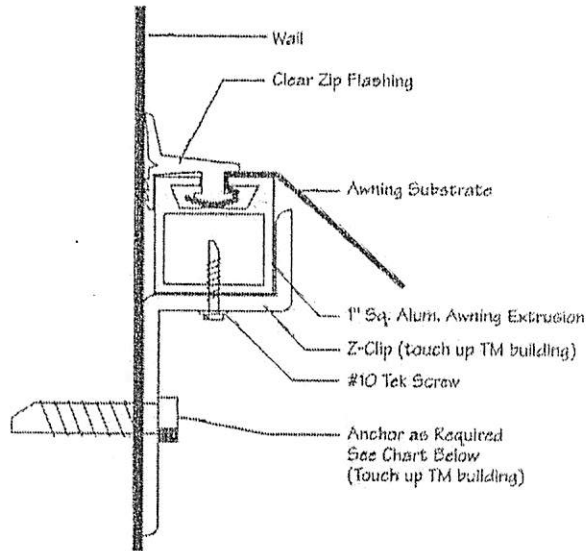 Wall
Clear Zip Flashing
Awning Substrate
1" Sq. Alum. Awning Extrusion
Z-Clip (touch up TM building)
#10 Tek Screw
Anchor as Required
See Chart Below
(Touch up TM building)